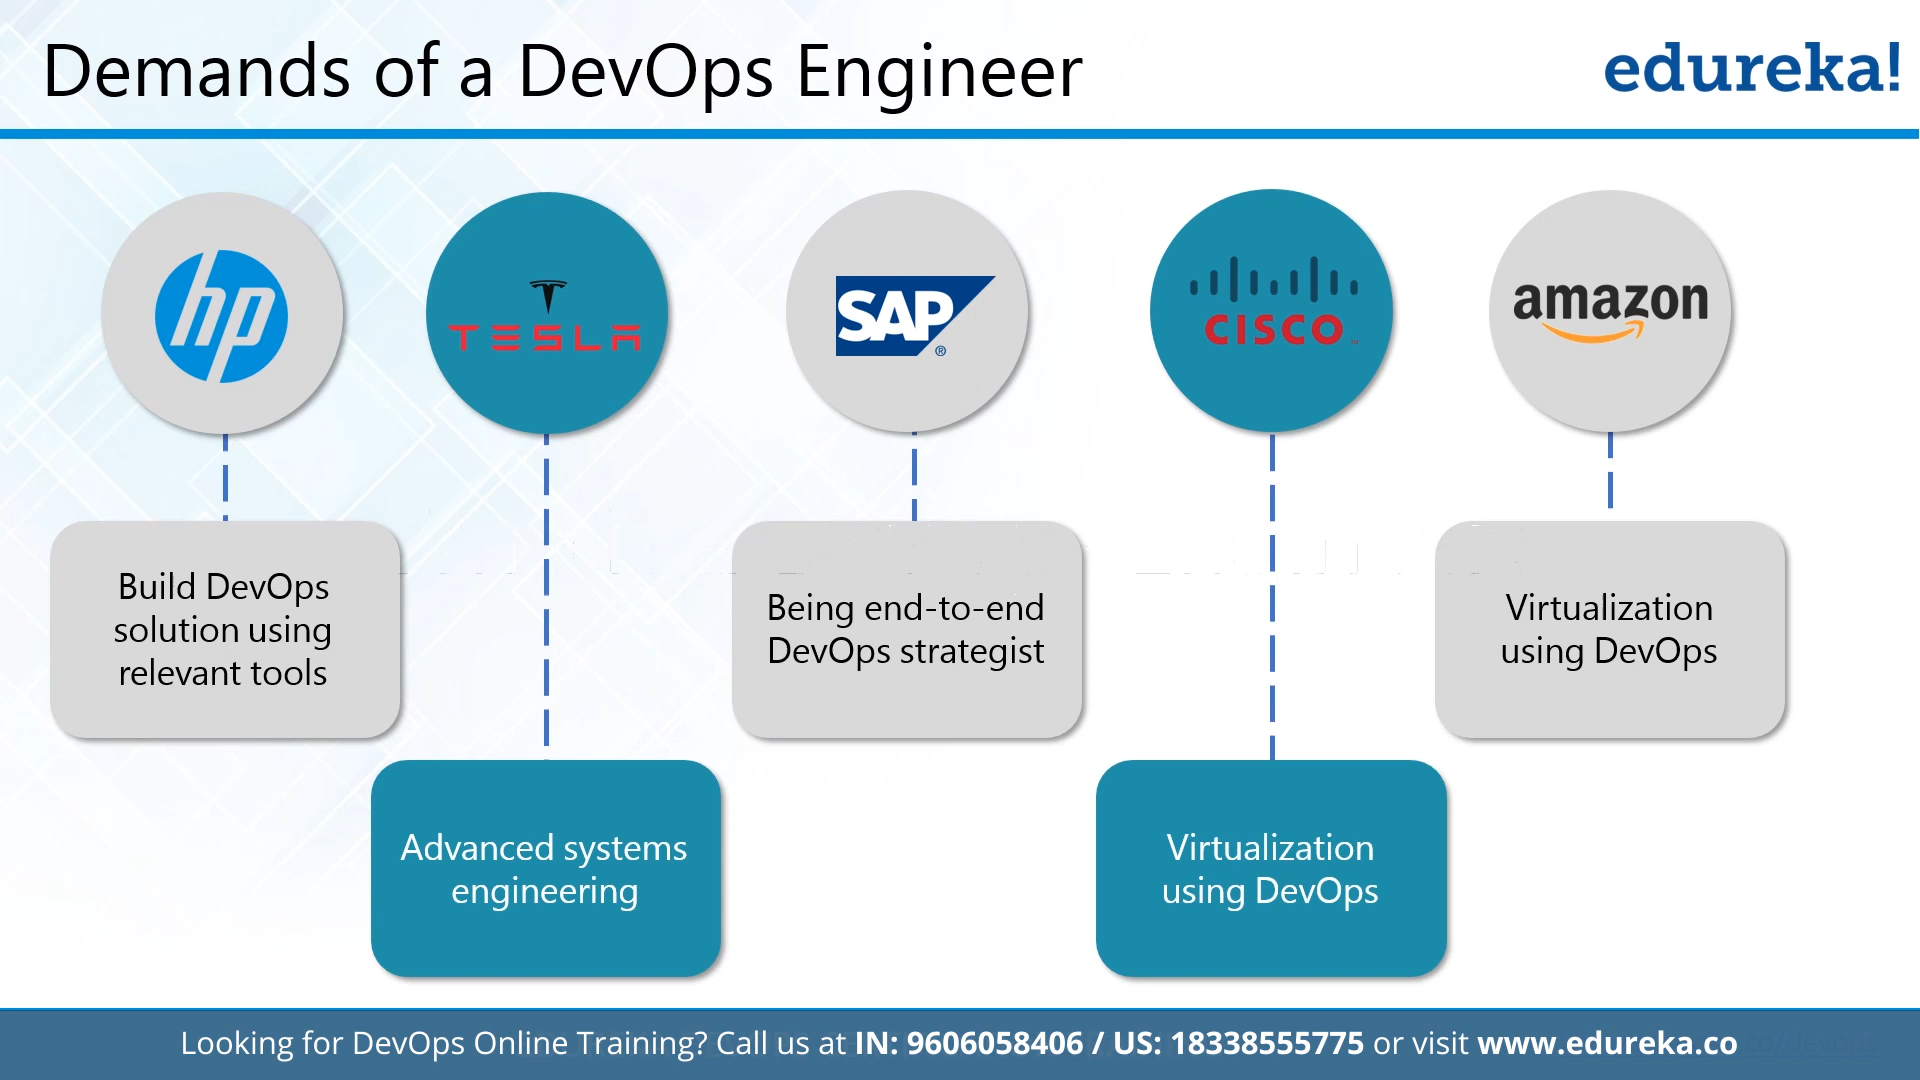 Demands of a DevOps Engineer
edureka!
hp
TESLA
SAP
®
CISCO
amazon
Build DevOps
solution using
relevant tools
Being end-to-end
DevOps strategist
Virtualization
using DevOps
Advanced systems
engineering
Virtualization
using DevOps
Looking for DevOps Online Training? Call us at IN: 9606058406 / US: 18338555775 or visit www.edureka.co